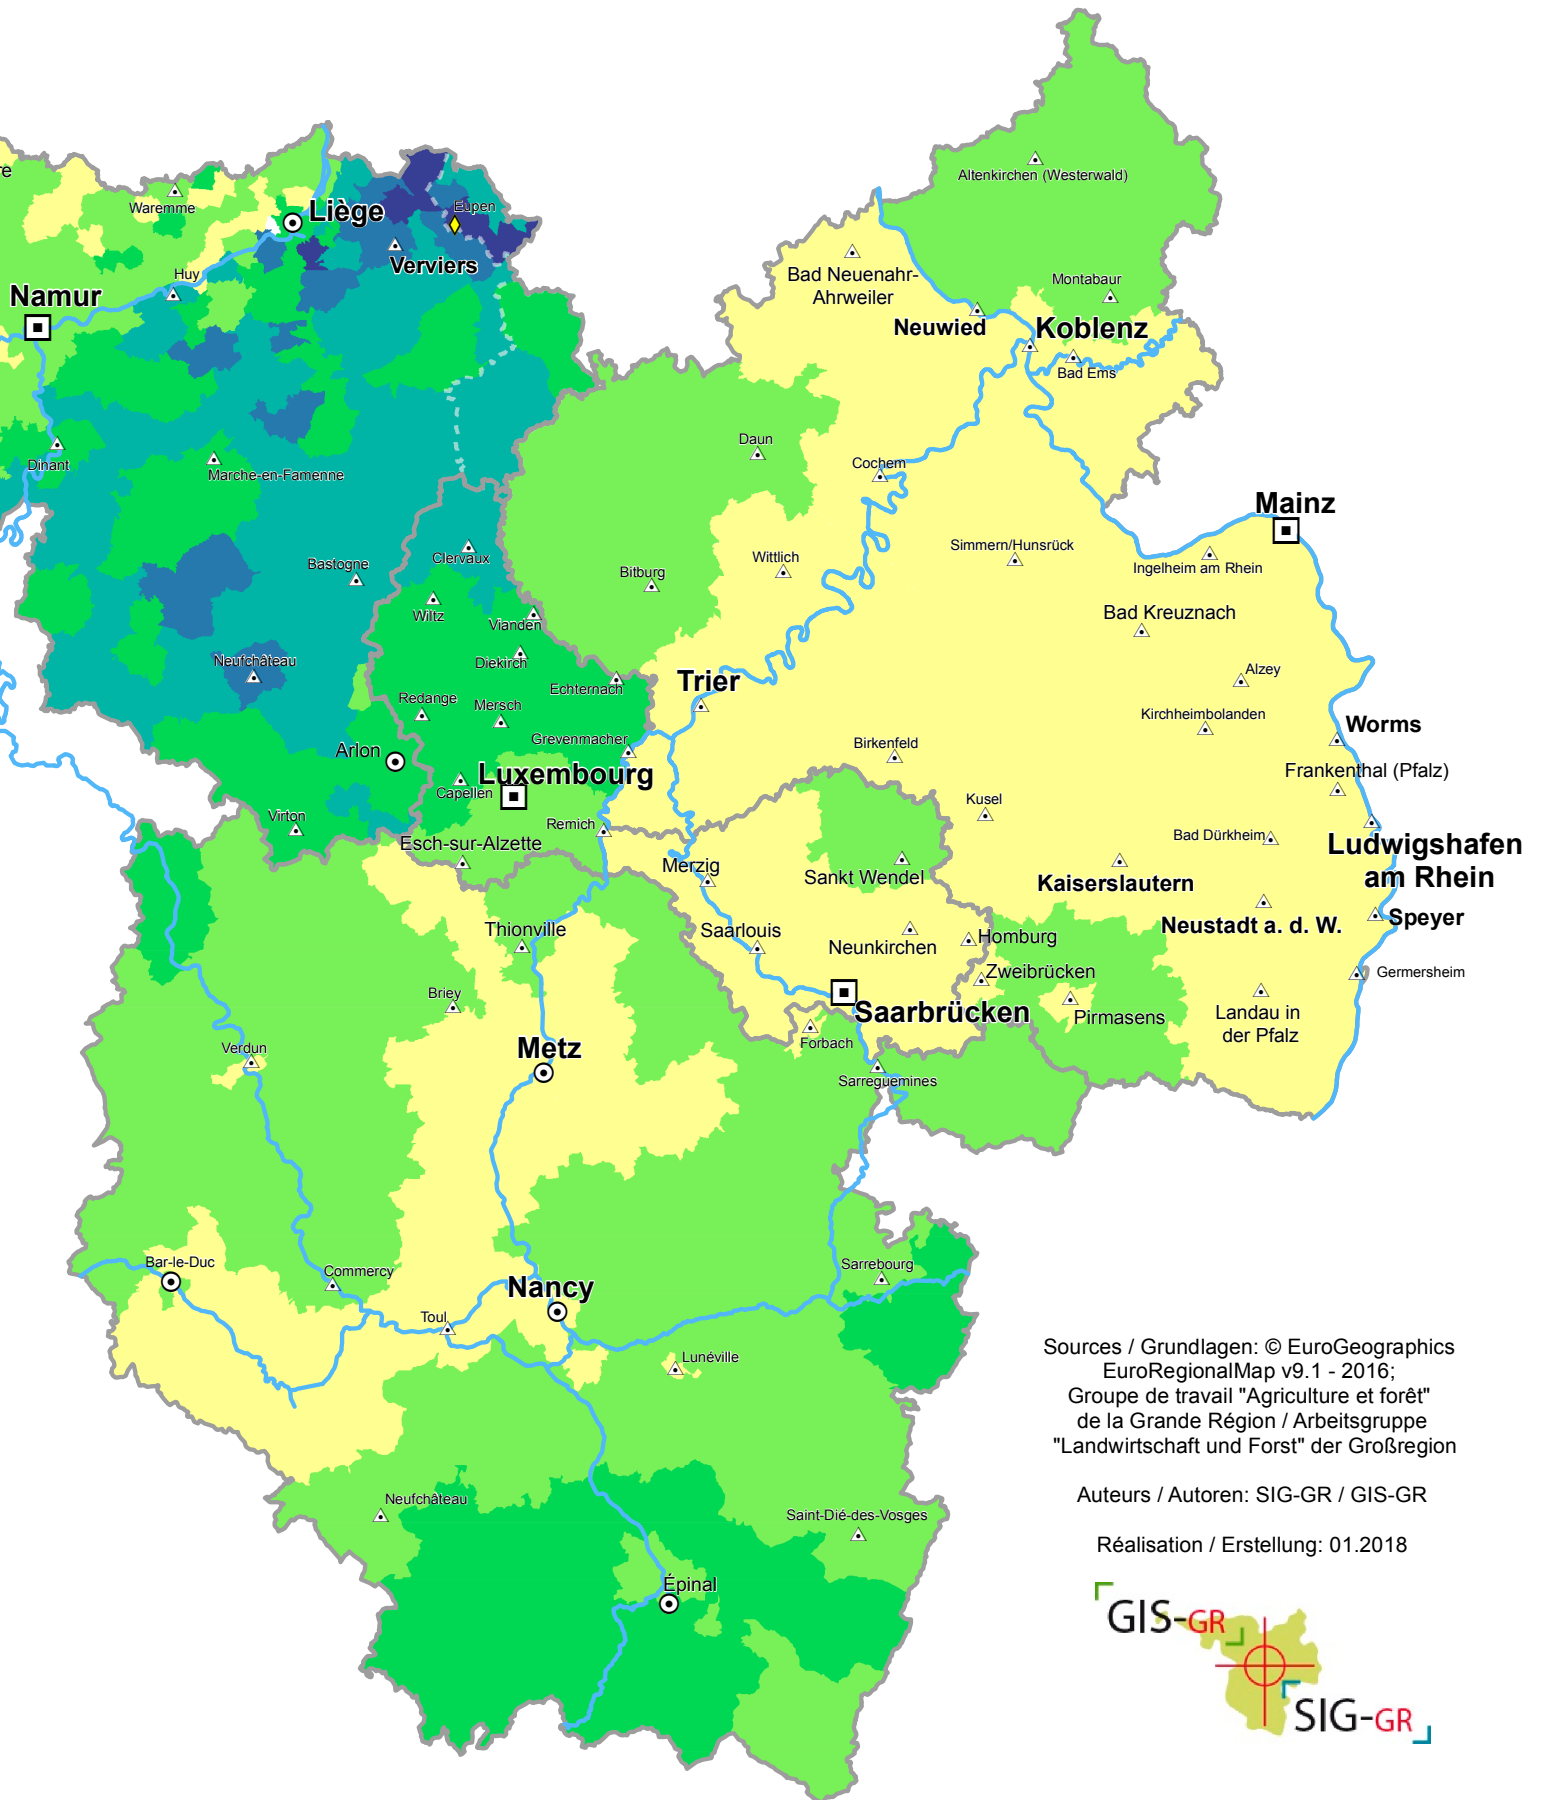 Altenkirchen (Westerwald)
re
Waremme
Liège
Eupen
Verviers
Huy
Namur
Bad Neuenahr-
Ahrweiler
Montabaur
Neuwied
Koblenz
Bad Ems
Daun
Dinant
Marche-en-Famenne
Cochem
Mainz
Simmern/Hunsrück
Ingelheim am Rhein
Wittlich
Bastogne
Clervaux
Bitburg
Wiltz
Vianden
Bad Kreuznach
Neufchâteau
Diekirch
Echternach
Trier
Alzey
Redange
Mersch
Kirchheimbolanden
Worms
Arlon
Grevenmacher
Birkenfeld
Luxembourg
Capellen
Frankenthal (Pfalz)
Kusel
Virton
Remich
Bad Dürkheim
Esch-sur-Alzette
Ludwigshafen
am Rhein
Merzig
Sankt Wendel
Kaiserslautern
Speyer
Neustadt a. d. W.
Thionville
Saarlouis
Neunkirchen
Homburg
Zweibrücken
Germersheim
Briey
Saarbrücken
Pirmasens
Landau in
der Pfalz
Verdun
Metz
Forbach
Sarreguemines
Bar-le-Duc
Commercy
Sarrebourg
Nancy
Toul
Lunéville
Neufchâteau
Saint-Dié-des-Vosges
Épinal
Sources / Grundlagen: © EuroGeographics
EuroRegionalMap v9.1 - 2016;
Groupe de travail "Agriculture et forêt"
de la Grande Région / Arbeitsgruppe
"Landwirtschaft und Forst" der Großregion
Auteurs / Autoren: SIG-GR / GIS-GR
Réalisation / Erstellung: 01.2018
GIS-GR
SIG-GR